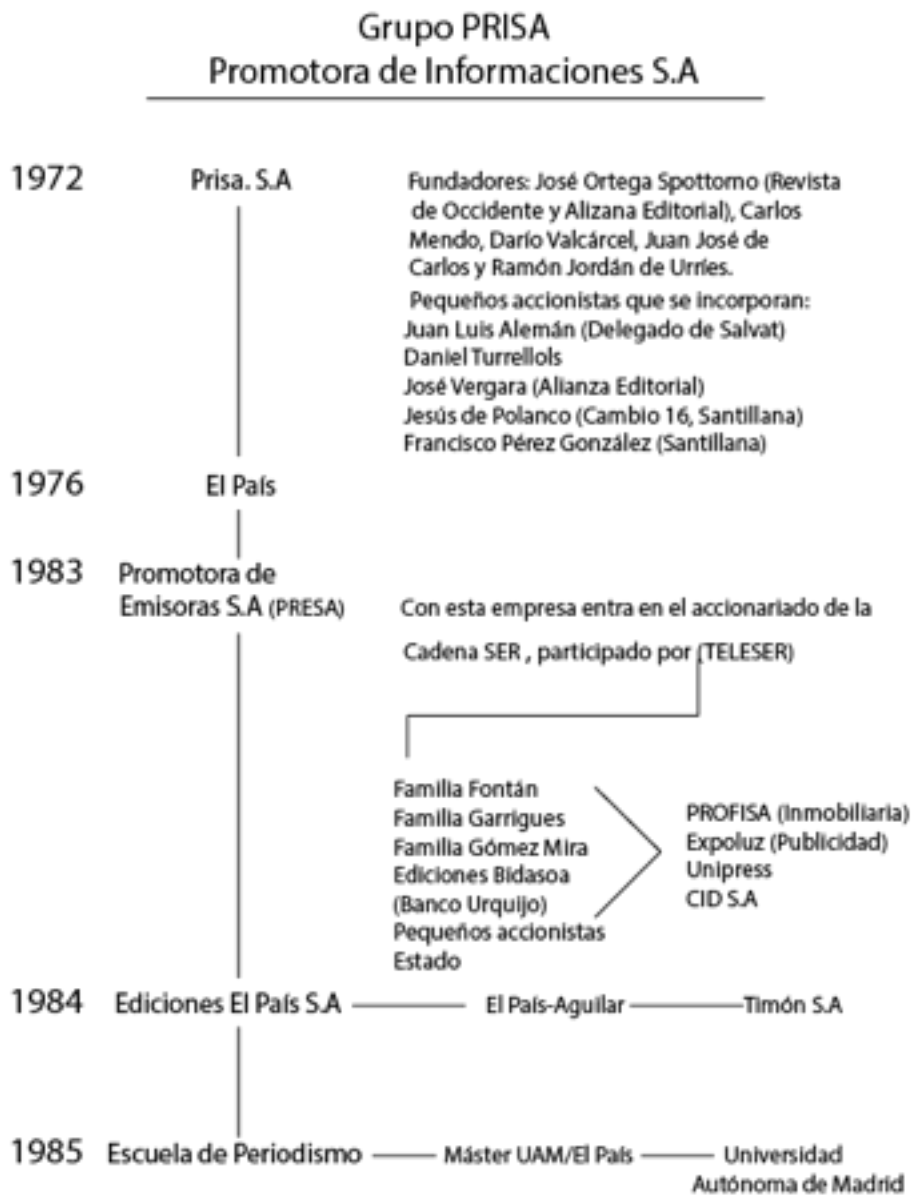 Grupo PRISA
Promotora de Informaciones S.A
1972 Prisa. S.A
Fundadores: José Ortega Spottorno (Revista
de Occidente y Alizana Editorial), Carlos
Mendo, Darío Valcárcel, Juan José de
Carlos y Ramón Jordán de Urríes.
Pequeños accionistas que se incorporan:
Juan Luis Alemán (Delegado de Salvat)
Daniel Turrellols
José Vergara (Alianza Editorial)
Jesús de Polanco (Cambio 16, Santillana)
Francisco Pérez González (Santillana)
1976 El País
1983 Promotora de
Emisoras S.A (PRESA)
Con esta empresa entra en el accionariado de la
Cadena SER , participado por (TELESER)
Familia Fontán
Familia Garrigues
Familia Gómez Mira
Ediciones Bidasoa
(Banco Urquijo)
Pequeños accionistas
Estado
PROFISA (Inmobiliaria)
Expoluz (Publicidad)
Unipress
CID S.A
1984 Ediciones El País S.A El País-Aguilar Timón S.A
1985 Escuela de Periodismo Máster UAM/El País Universidad
Autónoma de Madrid